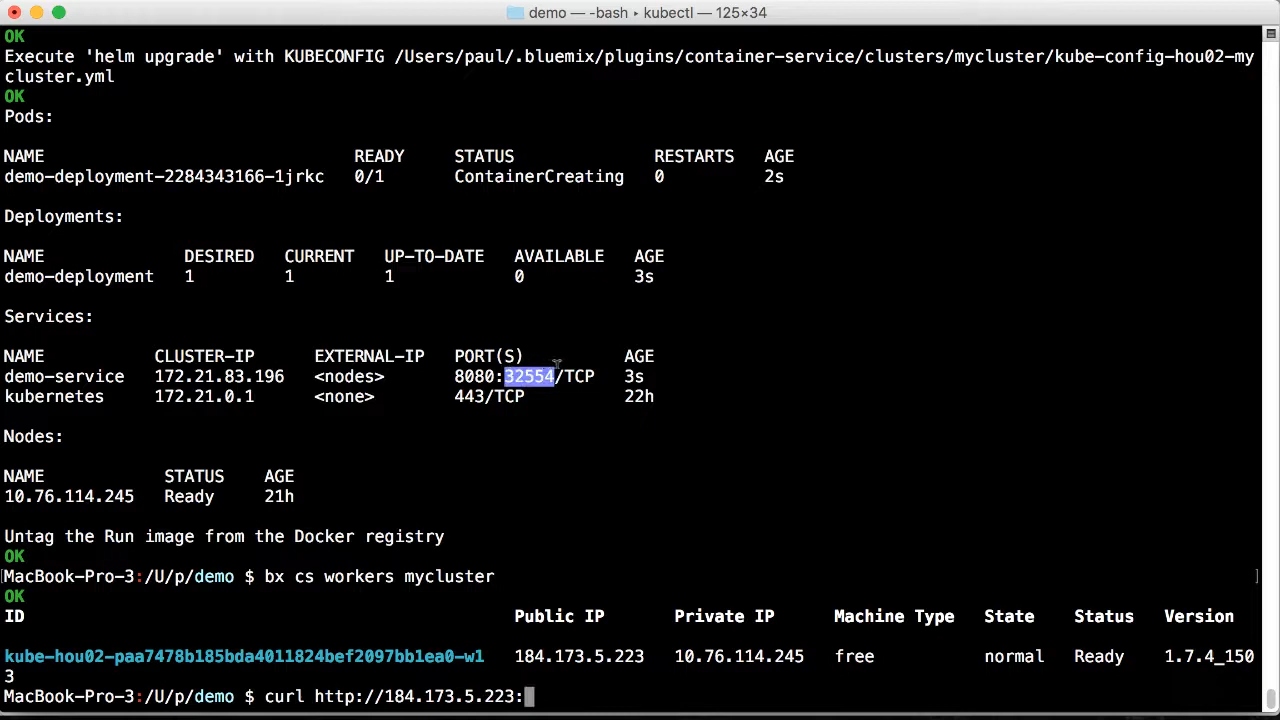 demo — -bash ▸ kubectl — 125×34
OK
Execute 'helm upgrade' with KUBECONFIG /Users/paul/.bluemix/plugins/container-service/clusters/mycluster/kube-config-hou02-my
cluster.yml
OK
Pods:
NAME READY STATUS RESTARTS AGE
demo-deployment-2284343166-1jrkc 0/1 ContainerCreating 0 2s
Deployments:
NAME DESIRED CURRENT UP-TO-DATE AVAILABLE AGE
demo-deployment 1 1 1 0 3s
Services:
NAME CLUSTER-IP EXTERNAL-IP PORT(S) AGE
demo-service 172.21.83.196 <nodes> 8080:32554/TCP 3s
kubernetes 172.21.0.1 <none> 443/TCP 22h
Nodes:
NAME STATUS AGE
10.76.114.245 Ready 21h
Untag the Run image from the Docker registry
OK
[MacBook-Pro-3:/U/p/demo $ bx cs workers mycluster ]
OK
ID Public IP Private IP Machine Type State Status Version
kube-hou02-paa7478b185bda4011824bef2097bb1ea0-w1 184.173.5.223 10.76.114.245 free normal Ready 1.7.4_150
3
MacBook-Pro-3:/U/p/demo $ curl http://184.173.5.223: